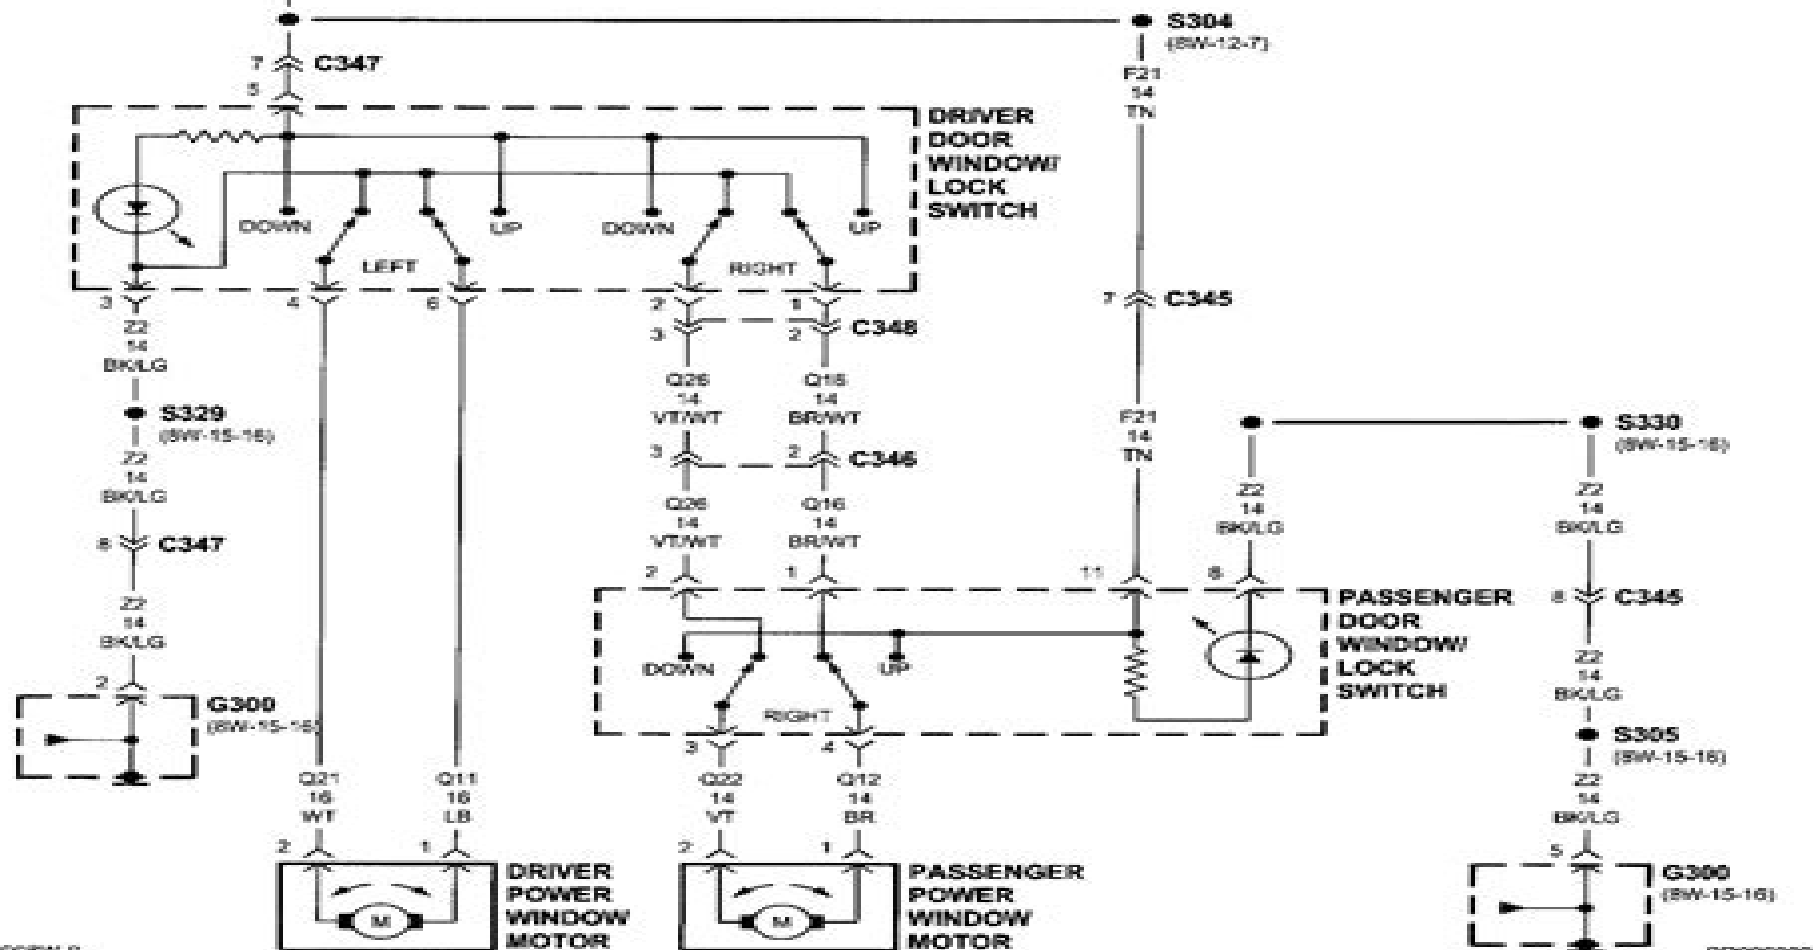 S304
(8W-12-7)
7 C347
5
F21
14
TN
DRIVER
DOOR
WINDOW/
LOCK
SWITCH
DOWN
UP
DOWN
UP
LEFT
RIGHT
3
4
6
2
1
7 C345
Z2
14
BK/LG
3
2
C348
Q26
14
VT/WT
Q16
14
BR/WT
S329
(8W-15-16)
F21
14
TN
S330
(8W-15-16)
3
2
C346
Z2
14
BK/LG
Q26
14
VT/WT
Q16
14
BR/WT
Z2
14
BK/LG
Z2
14
BK/LG
8 C347
2
1
11
8
PASSENGER
DOOR
WINDOW/
LOCK
SWITCH
8 C345
Z2
14
BK/LG
DOWN
UP
RIGHT
Z2
14
BK/LG
2
G300
(8W-15-16
3
4
S305
(8W-15-16)
Q21
16
WT
Q11
16
LB
Q22
14
VT
Q12
14
BR
Z2
14
BK/LG
2
1
2
1
5
DRIVER
POWER
WINDOW
MOTOR
M
PASSENGER
POWER
WINDOW
MOTOR
M
G300
(8W-15-16)